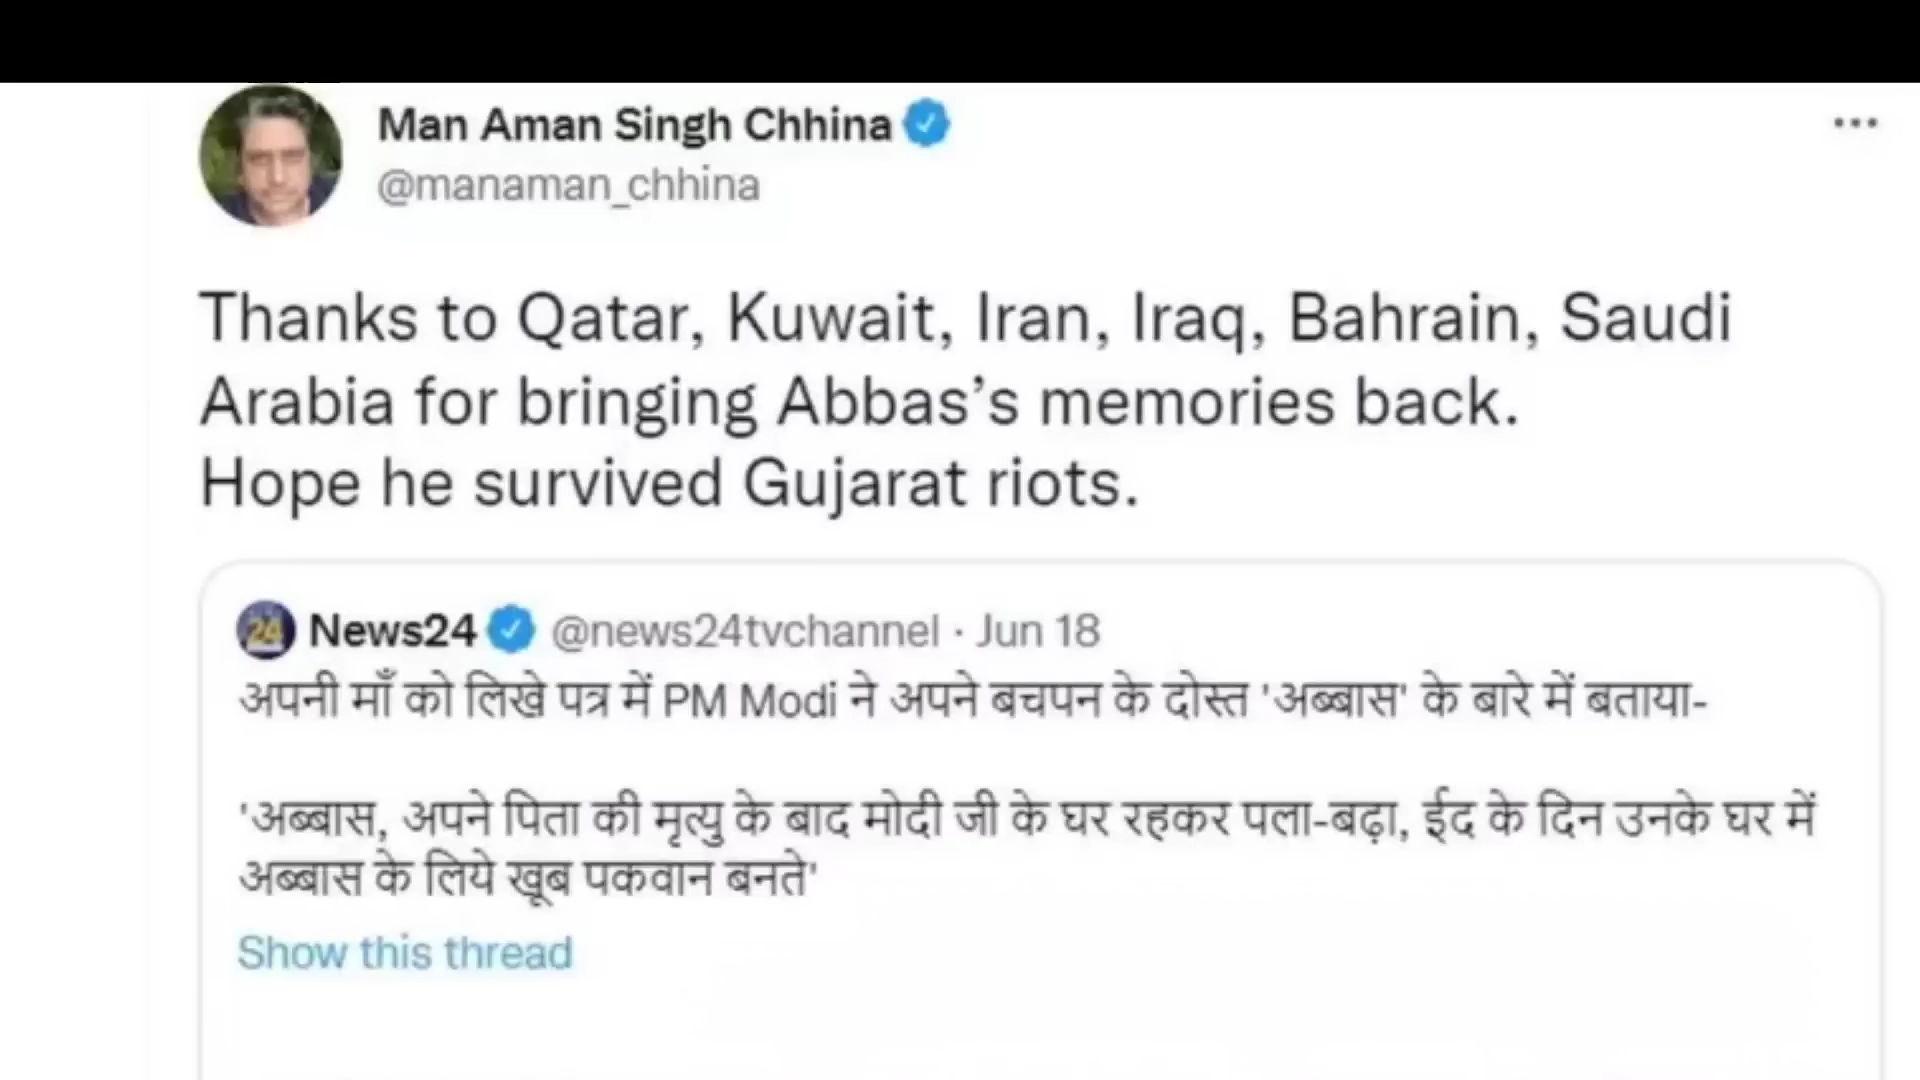 Man Aman Singh Chhina
@manaman_chhina
Thanks to Qatar, Kuwait, Iran, Iraq, Bahrain, Saudi
Arabia for bringing Abbas’s memories back.
Hope he survived Gujarat riots.
24 News24 @news24tvchannel · Jun 18
अपनी माँ को लिखे पत्र में PM Modi ने अपने बचपन के दोस्त 'अब्बास' के बारे में बताया-
'अब्बास, अपने पिता की मृत्यु के बाद मोदी जी के घर रहकर पला-बढ़ा, ईद के दिन उनके घर में
अब्बास के लिये खूब पकवान बनते'
Show this thread